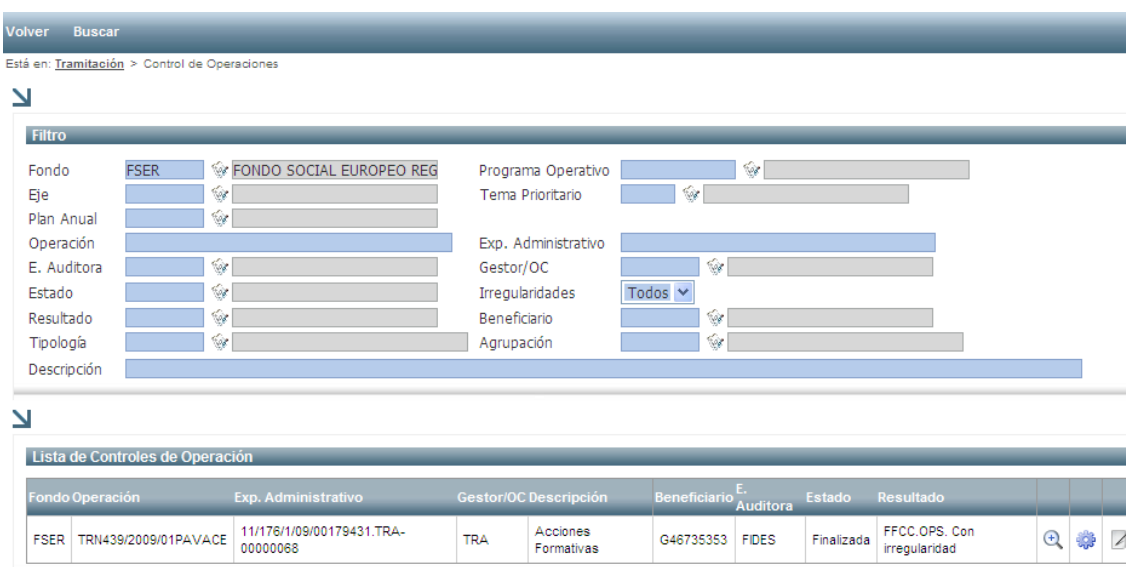 Volver Buscar
Está en: Tramitación > Control de Operaciones
Filtro
Fondo FSER FONDO SOCIAL EUROPEO REG Programa Operativo
Eje Tema Prioritario
Plan Anual
Operación Exp. Administrativo
E. Auditora Gestor/OC
Estado Irregularidades Todos
Resultado Beneficiario
Tipología Agrupación
Descripción
Lista de Controles de Operación
Fondo Operación Exp. Administrativo Gestor/OC Descripción Beneficiario E. Auditora Estado Resultado
FSER TRN439/2009/01PAVACE 11/176/1/09/00179431.TRA-00000068 TRA Acciones Formativas G46735353 FIDES Finalizada FFCC.OPS. Con irregularidad